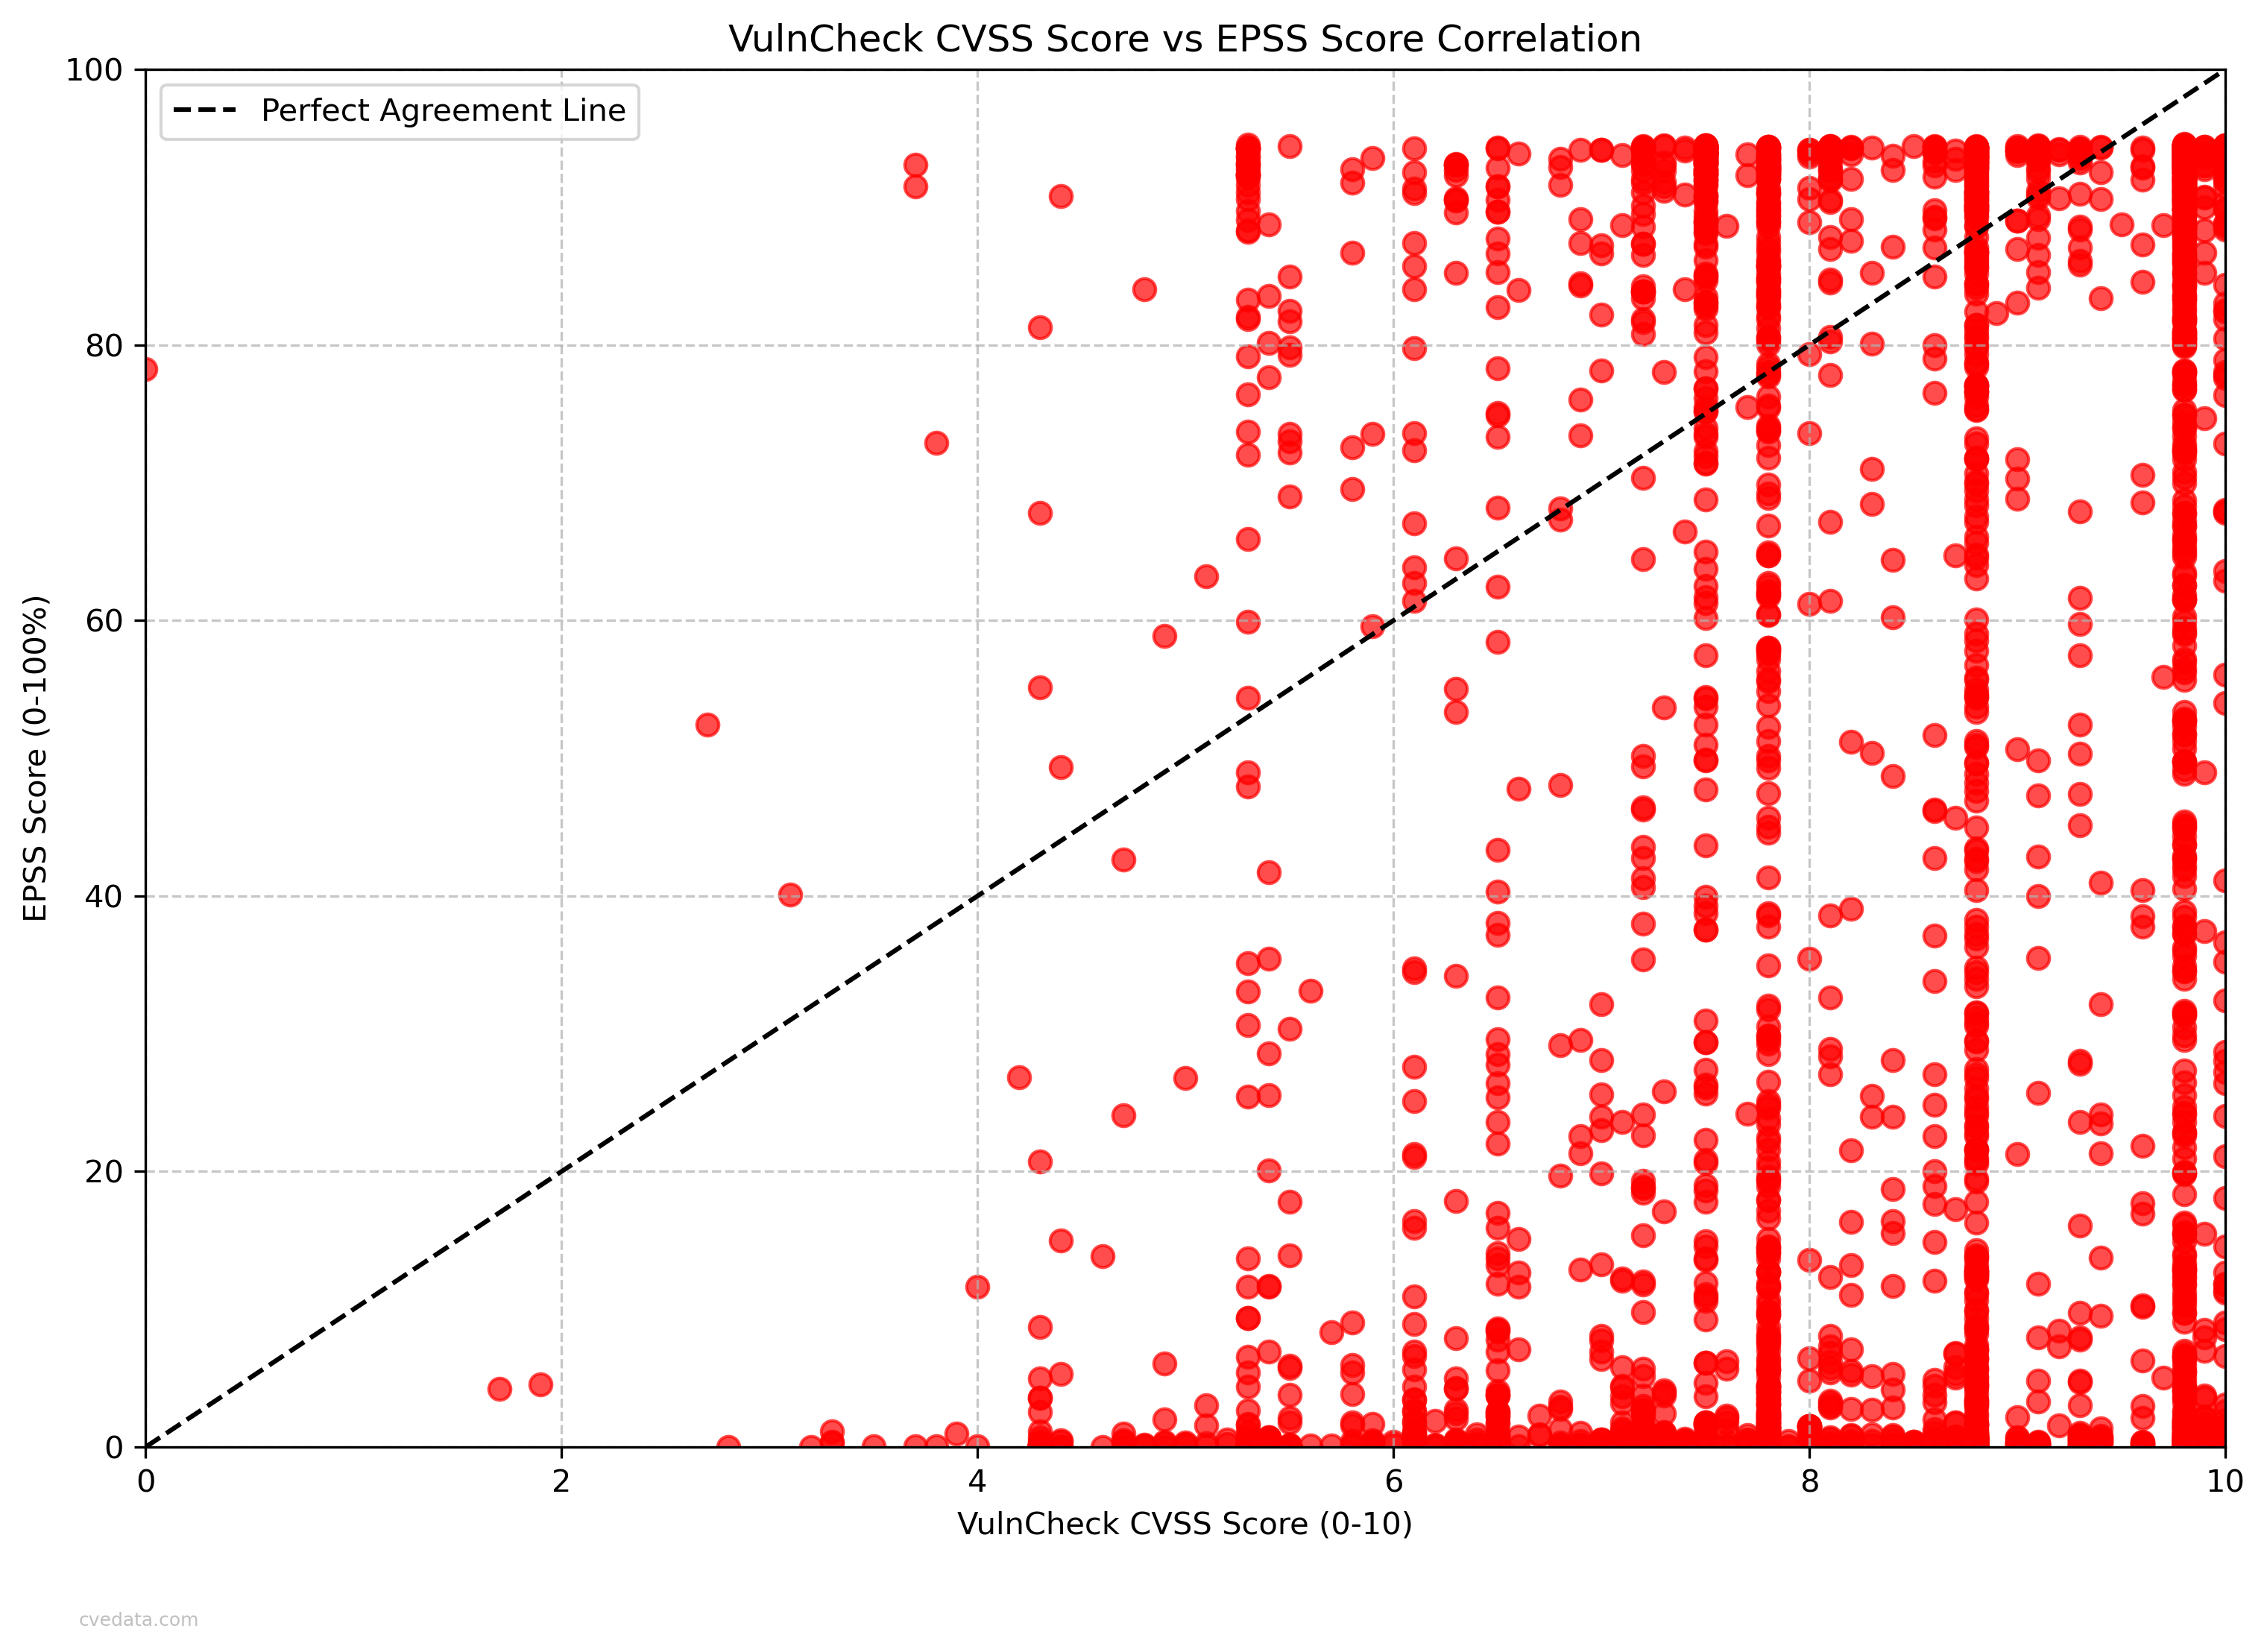 VulnCheck CVSS Score vs EPSS Score Correlation
100
Perfect Agreement Line
80
60
40
20
0
EPSS Score (0-100%)
0 2 4 6 8 10
VulnCheck CVSS Score (0-10)
cvedata.com